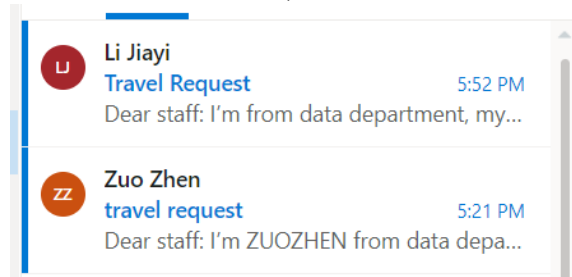 LJ
Li Jiayi
Travel Request 5:52 PM
Dear staff: I'm from data department, my...
ZZ
Zuo Zhen
travel request 5:21 PM
Dear staff: I'm ZUOZHEN from data depa...